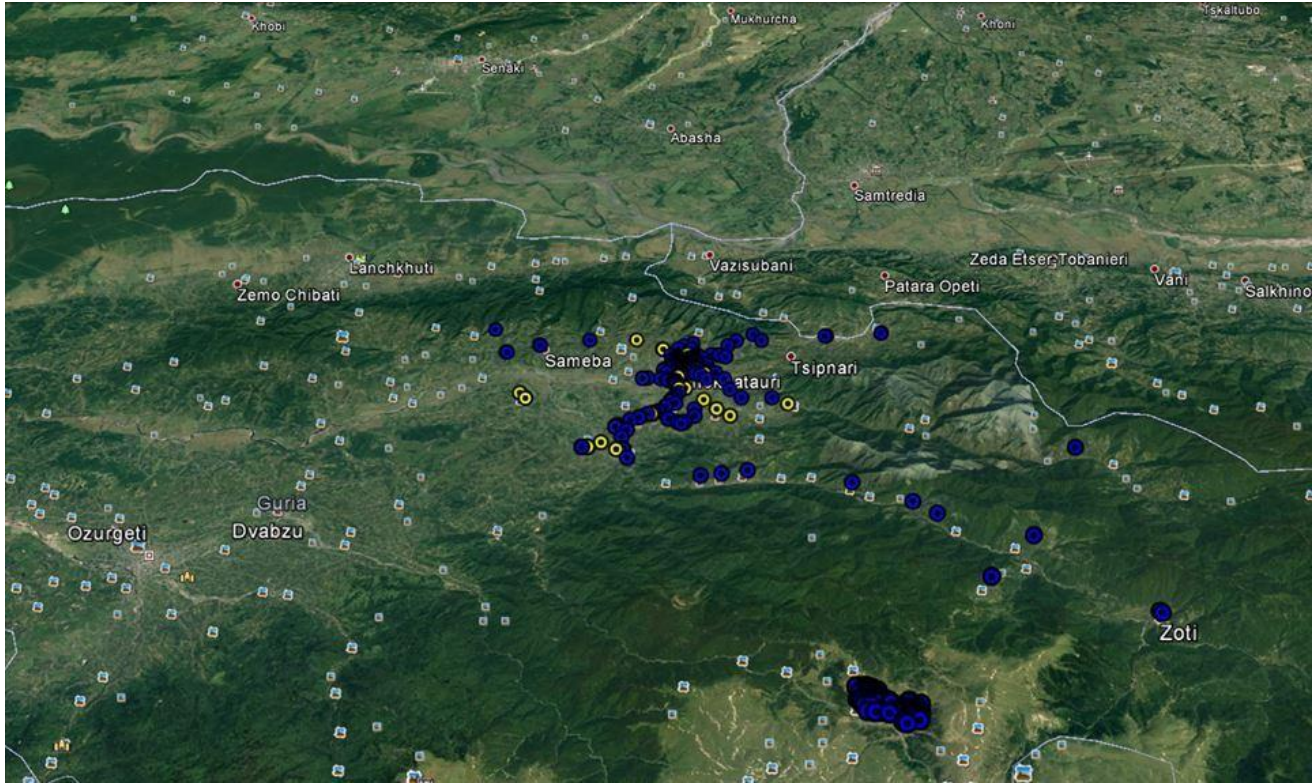 Khobi
Mukhurcha
Khoni
Tskaltubo
Senaki
Abasha
Samtredia
Lanchkhuti
Vazisubani
Zeda Etser-Tobanieri
Zemo Chibati
Patara Opeti
Vani
Salkhino
Sameba
Tsipnari
Guria
Ozurgeti
Dvabzu
Zoti